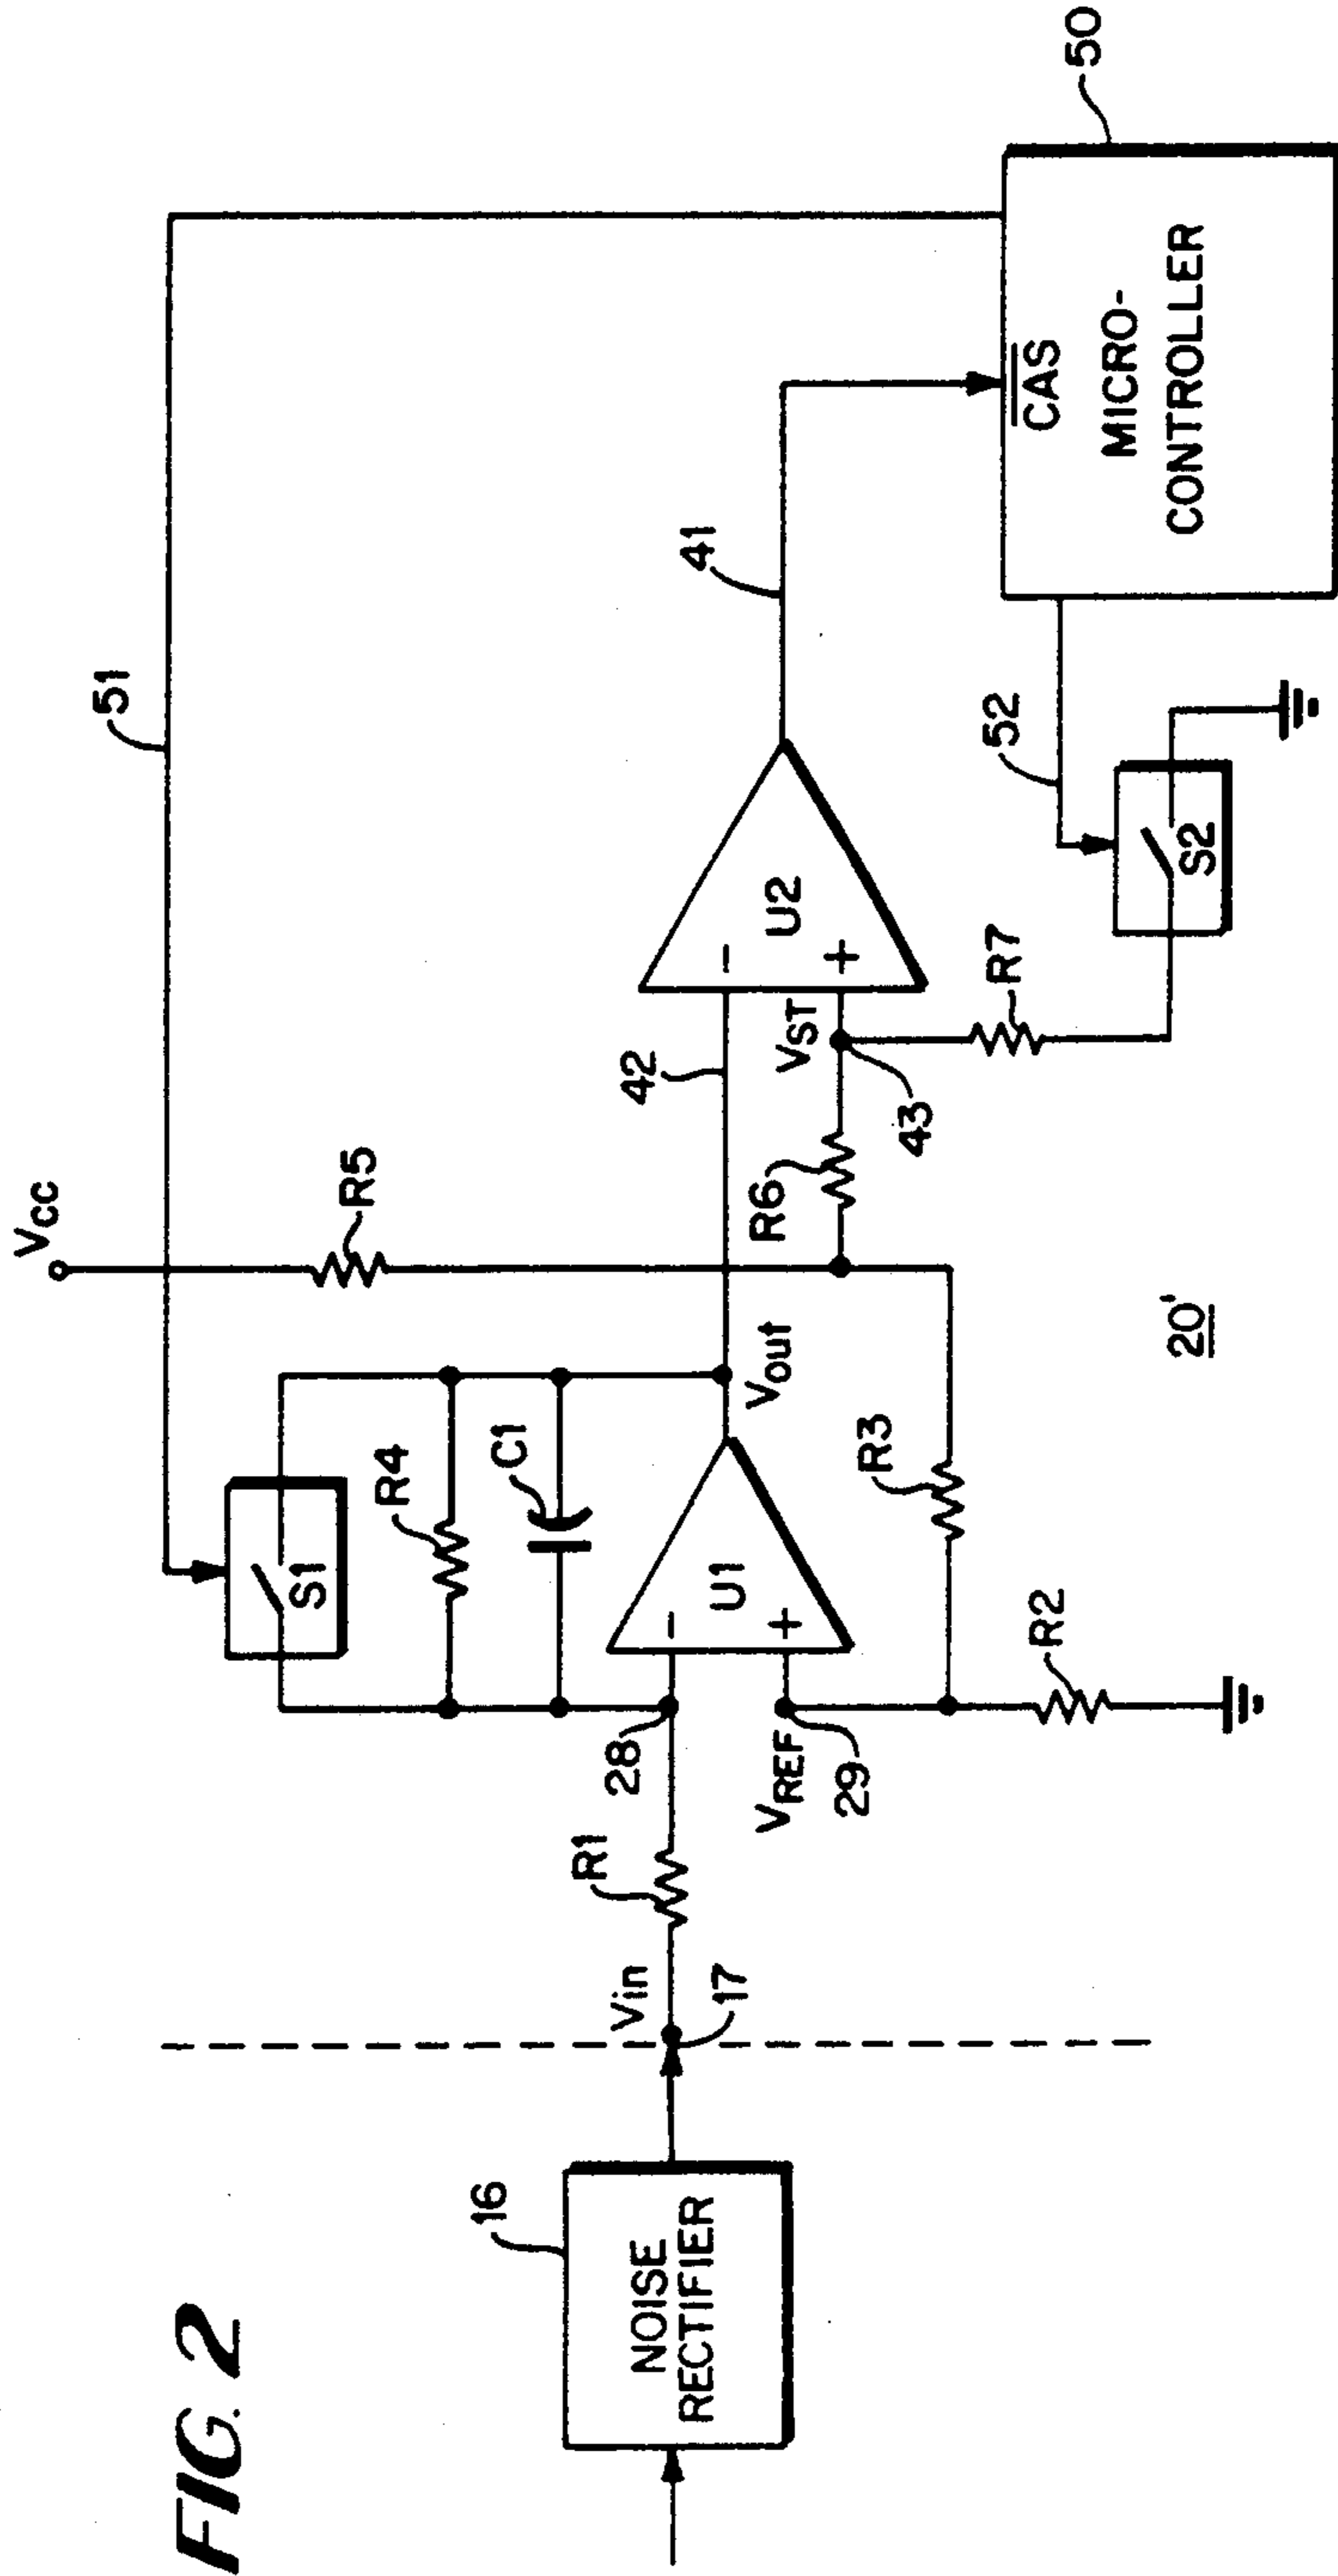 FIG. 2
NOISE
RECTIFIER
16
Vin
17
R1
28
VREF
29
S1
R4
C1
U1
R2
R3
Vout
20'
VCC
R5
51
42
R6
VST
43
U2
R7
41
52
S2
CAS
MICRO-
CONTROLLER
50